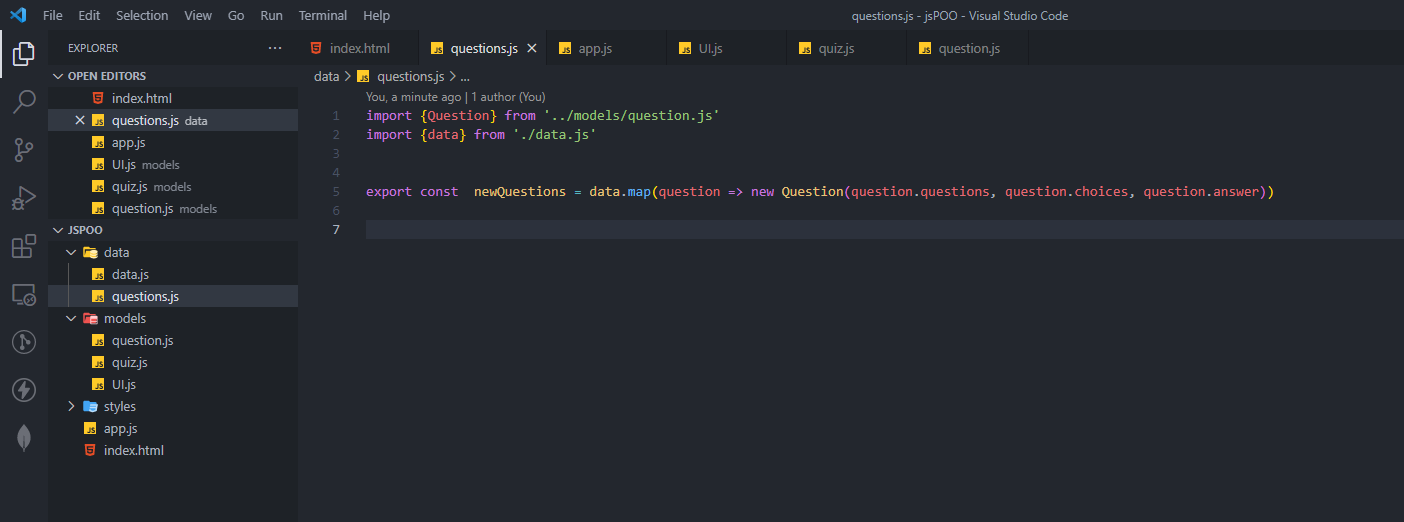 File Edit Selection View Go Run Terminal Help questions.js - jsPOO - Visual Studio Code
EXPLORER ...
OPEN EDITORS
index.html
questions.js data
app.js
UI.js models
quiz.js models
question.js models
JSPOO
data
data.js
questions.js
models
question.js
quiz.js
UI.js
styles
app.js
index.html
index.html questions.js app.js UI.js quiz.js question.js
data > questions.js > ...
You, a minute ago | 1 author (You)
1 import {Question} from '../models/question.js'
2 import {data} from './data.js'
3
4
5 export const  newQuestions = data.map(question => new Question(question.questions, question.choices, question.answer))
6
7